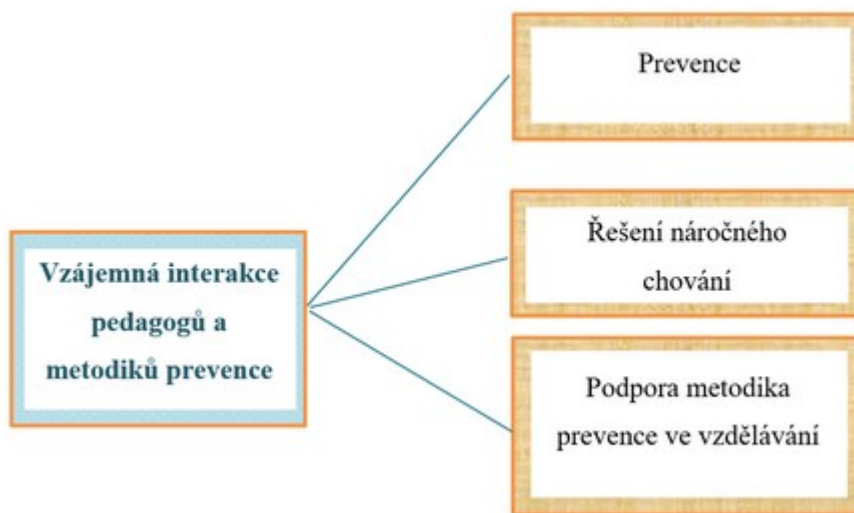 Prevence
Řešení náročného
chování
Vzájemná interakce
pedagogů a
metodiků prevence
Podpora metodika
prevence ve vzdělávání